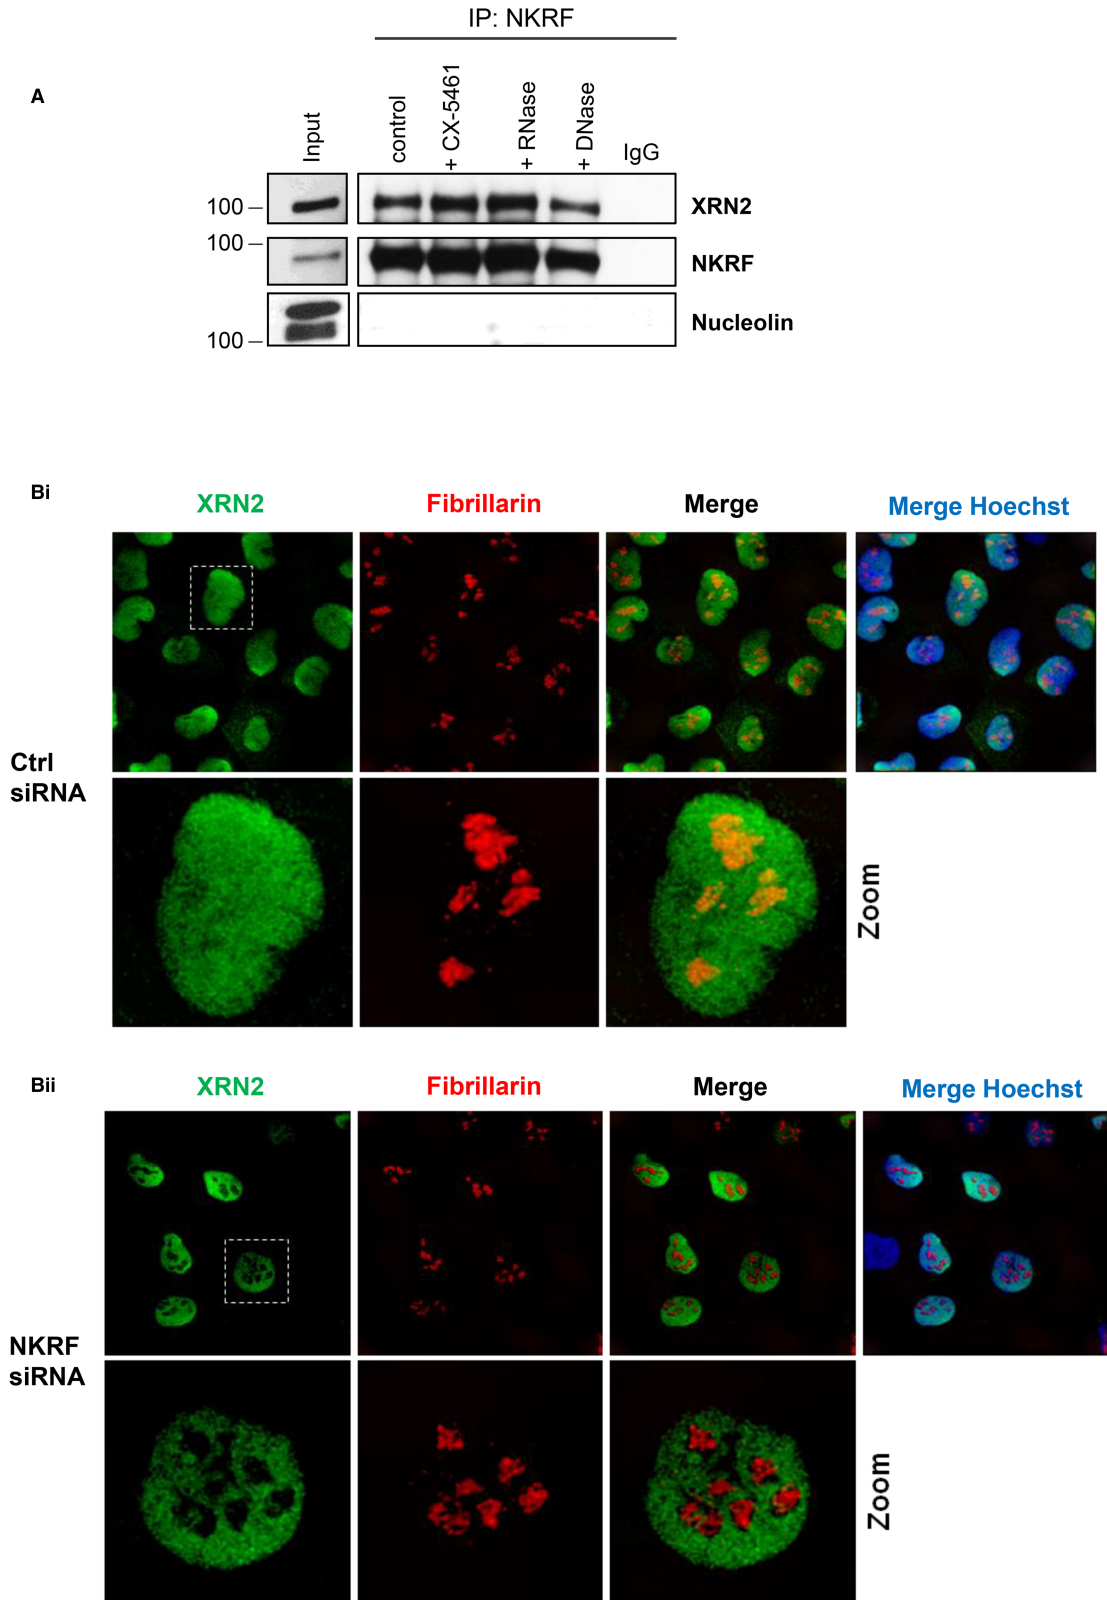 IP: NKRF
A
Input
control
+ CX-5461
+ RNase
+ DNase
IgG
100
XRN2
100
NKRF
100
Nucleolin
Bi
XRN2
Fibrillarin
Merge
Merge Hoechst
Ctrl
siRNA
Zoom
Bii
XRN2
Fibrillarin
Merge
Merge Hoechst
NKRF
siRNA
Zoom